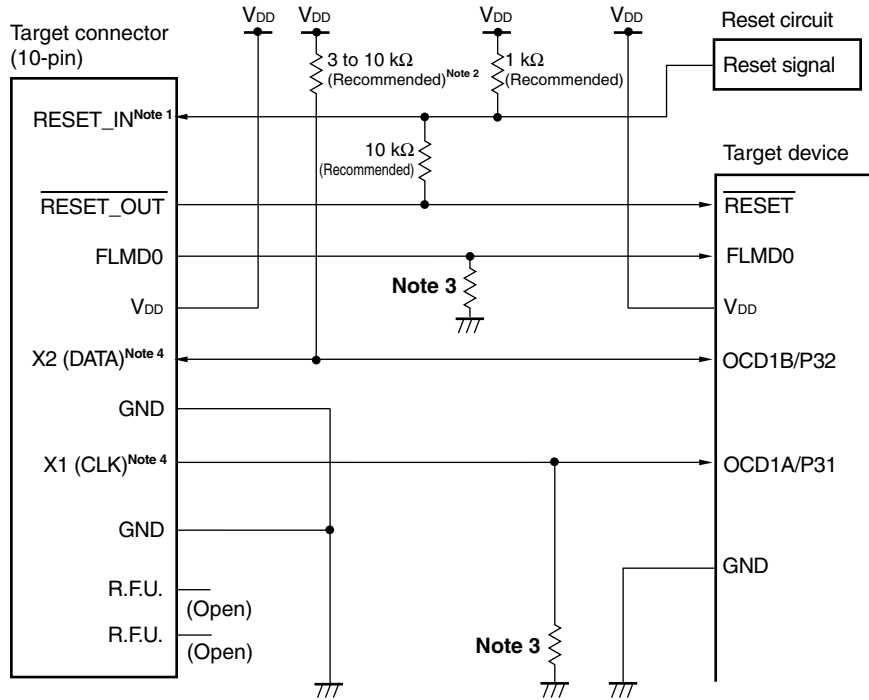 Target connector
(10-pin)
VDD
VDD
VDD
VDD
Reset circuit
Reset signal
3 to 10 kΩ
(Recommended)Note 2
1 kΩ
(Recommended)
RESET_INNote 1
10 kΩ
(Recommended)
Target device
RESET_OUT
RESET
FLMD0
FLMD0
Note 3
VDD
VDD
X2 (DATA)Note 4
OCD1B/P32
GND
X1 (CLK)Note 4
OCD1A/P31
GND
GND
R.F.U.
(Open)
R.F.U.
(Open)
Note 3